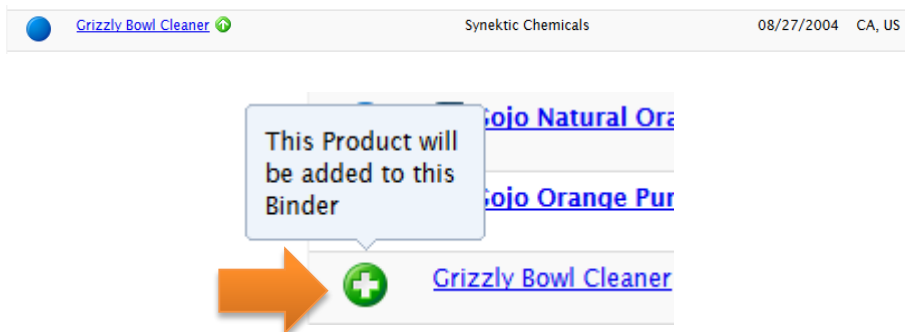 Grizzly Bowl Cleaner Synektic Chemicals 08/27/2004 CA, US
Gojo Natural Ora
This Product will
be added to this
Binder
Gojo Orange Pur
Grizzly Bowl Cleaner